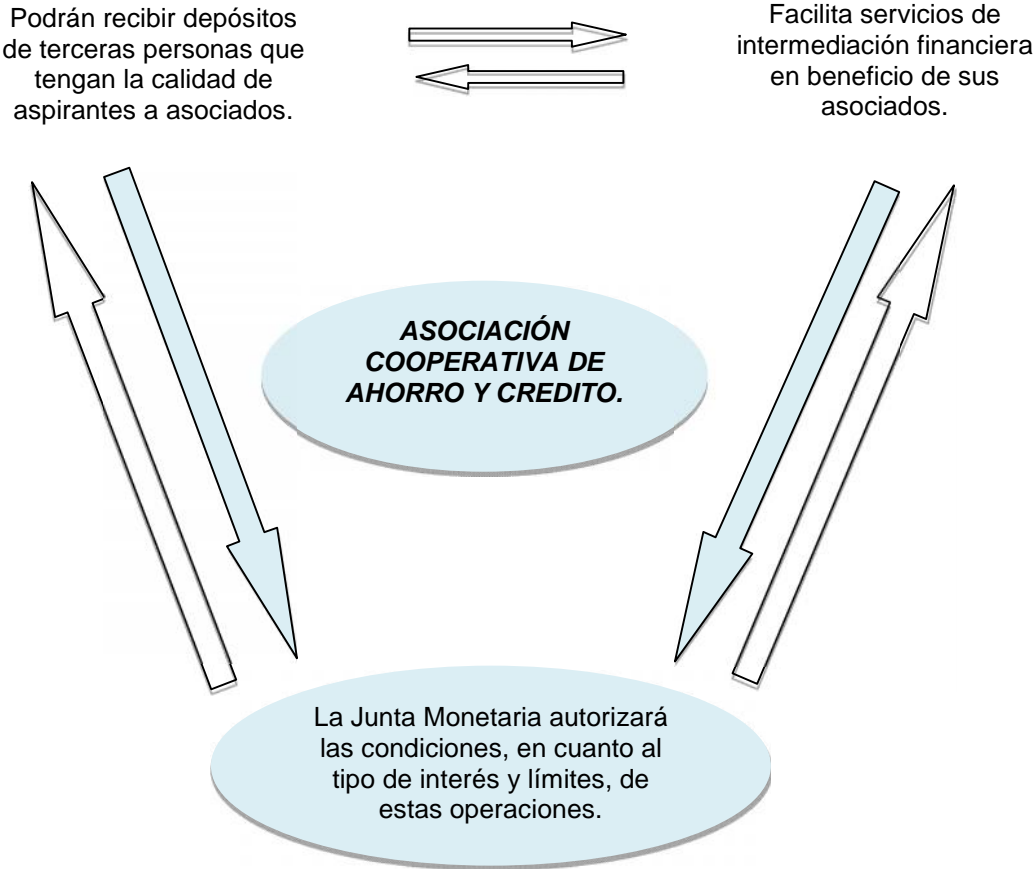 Podrán recibir depósitos
de terceras personas que
tengan la calidad de
aspirantes a asociados.
Facilita servicios de
intermediación financiera
en beneficio de sus
asociados.
ASOCIACIÓN
COOPERATIVA DE
AHORRO Y CREDITO.
La Junta Monetaria autorizará
las condiciones, en cuanto al
tipo de interés y límites, de
estas operaciones.